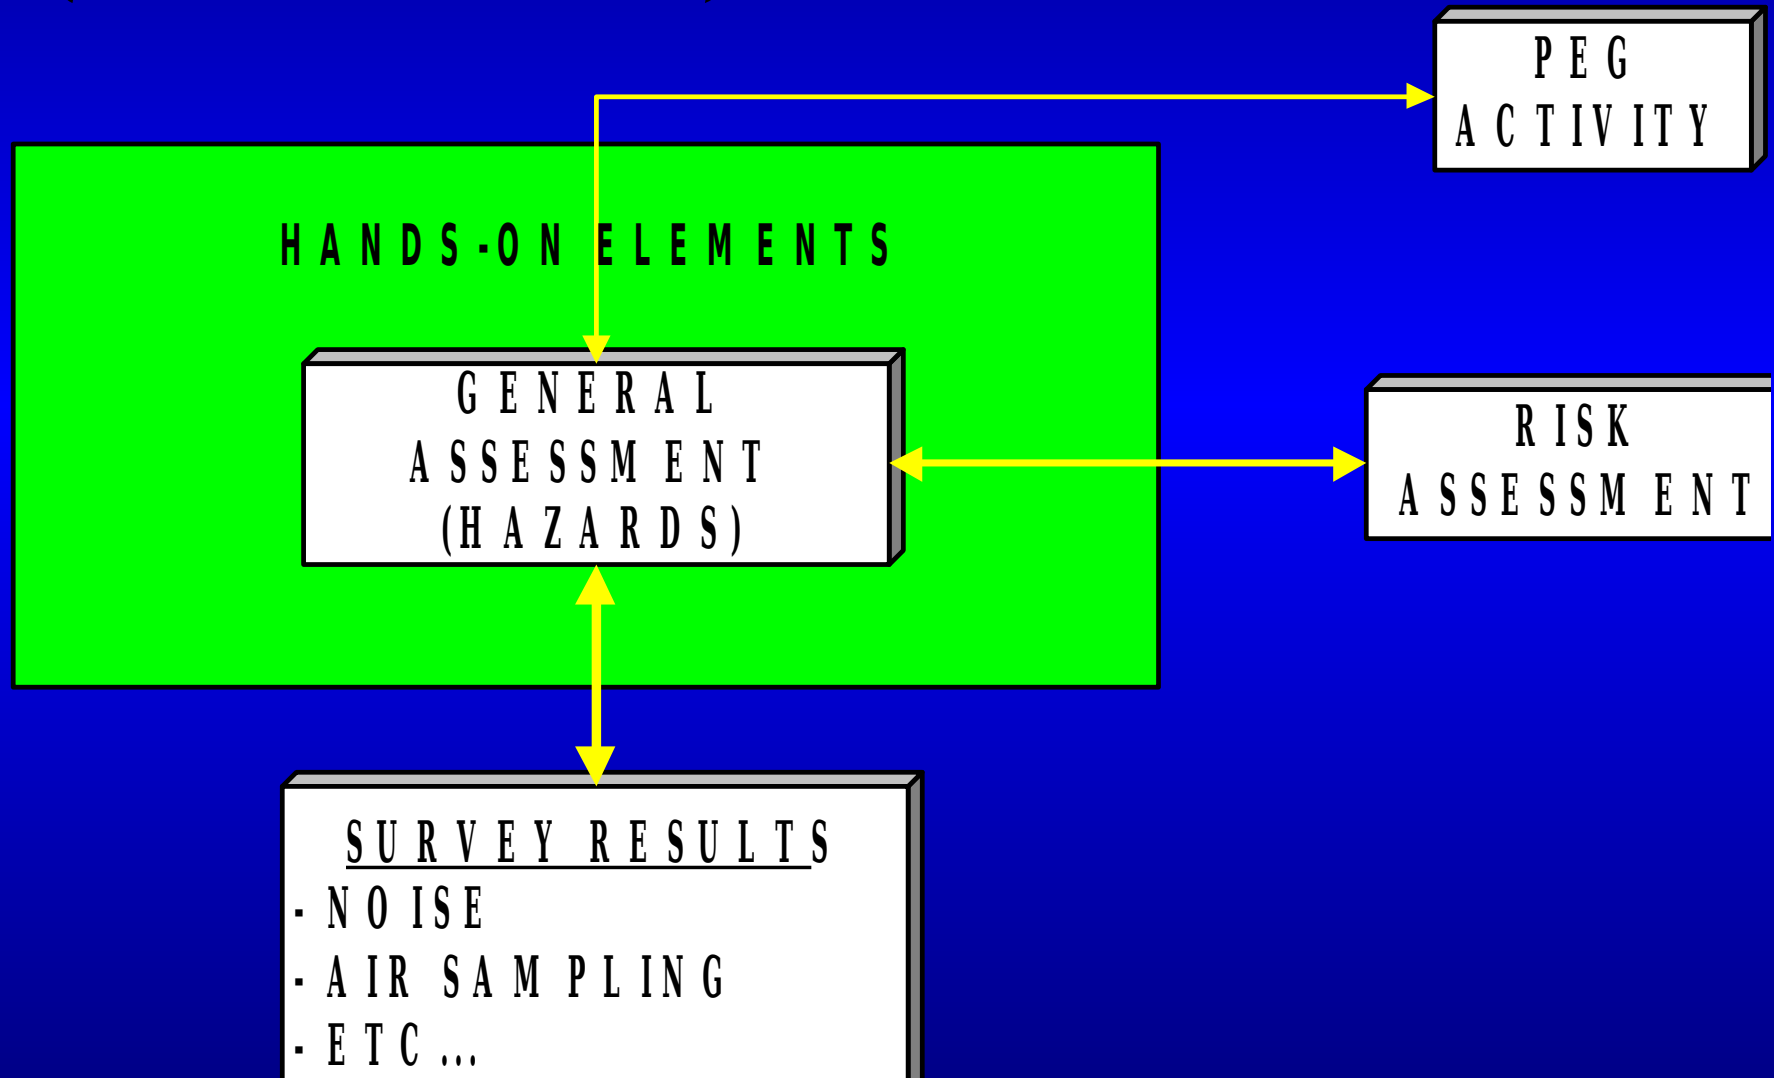 PEG
ACTIVITY
HANDS-ON ELEMENTS
GENERAL
ASSESSMENT
(HAZARDS)
RISK
ASSESSMENT
SURVEY RESULTS
- NOISE
- AIR SAMPLING
- ETC...